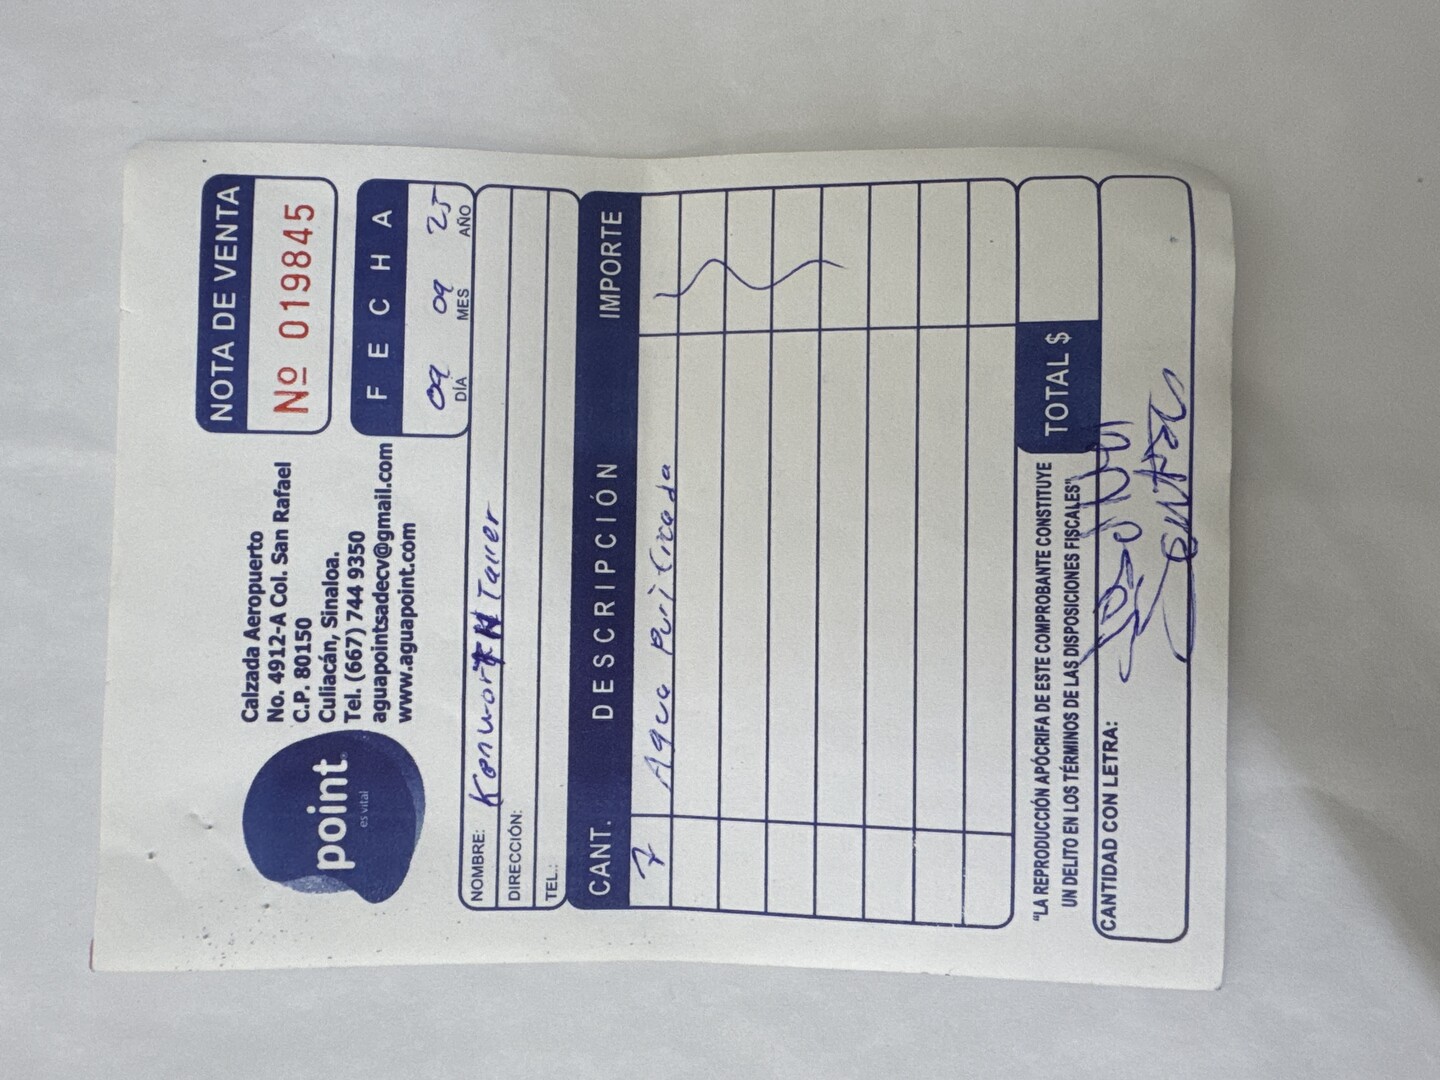 point
es vital
Calzada Aeropuerto
No. 4912-A Col. San Rafael
C.P. 80150
Culiacán, Sinaloa.
Tel. (667) 744 9350
aguapointsadecv@gmail.com
www.aguapoint.com
NOTA DE VENTA
Nº 019845
FECHA
09 09 25
DÍA MES AÑO
NOMBRE: Kenworth Taller
DIRECCIÓN:
TEL.:
CANT. DESCRIPCIÓN IMPORTE
7 Agua Purificada
"LA REPRODUCCIÓN APÓCRIFA DE ESTE COMPROBANTE CONSTITUYE
UN DELITO EN LOS TÉRMINOS DE LAS DISPOSICIONES FISCALES"
TOTAL $
CANTIDAD CON LETRA: